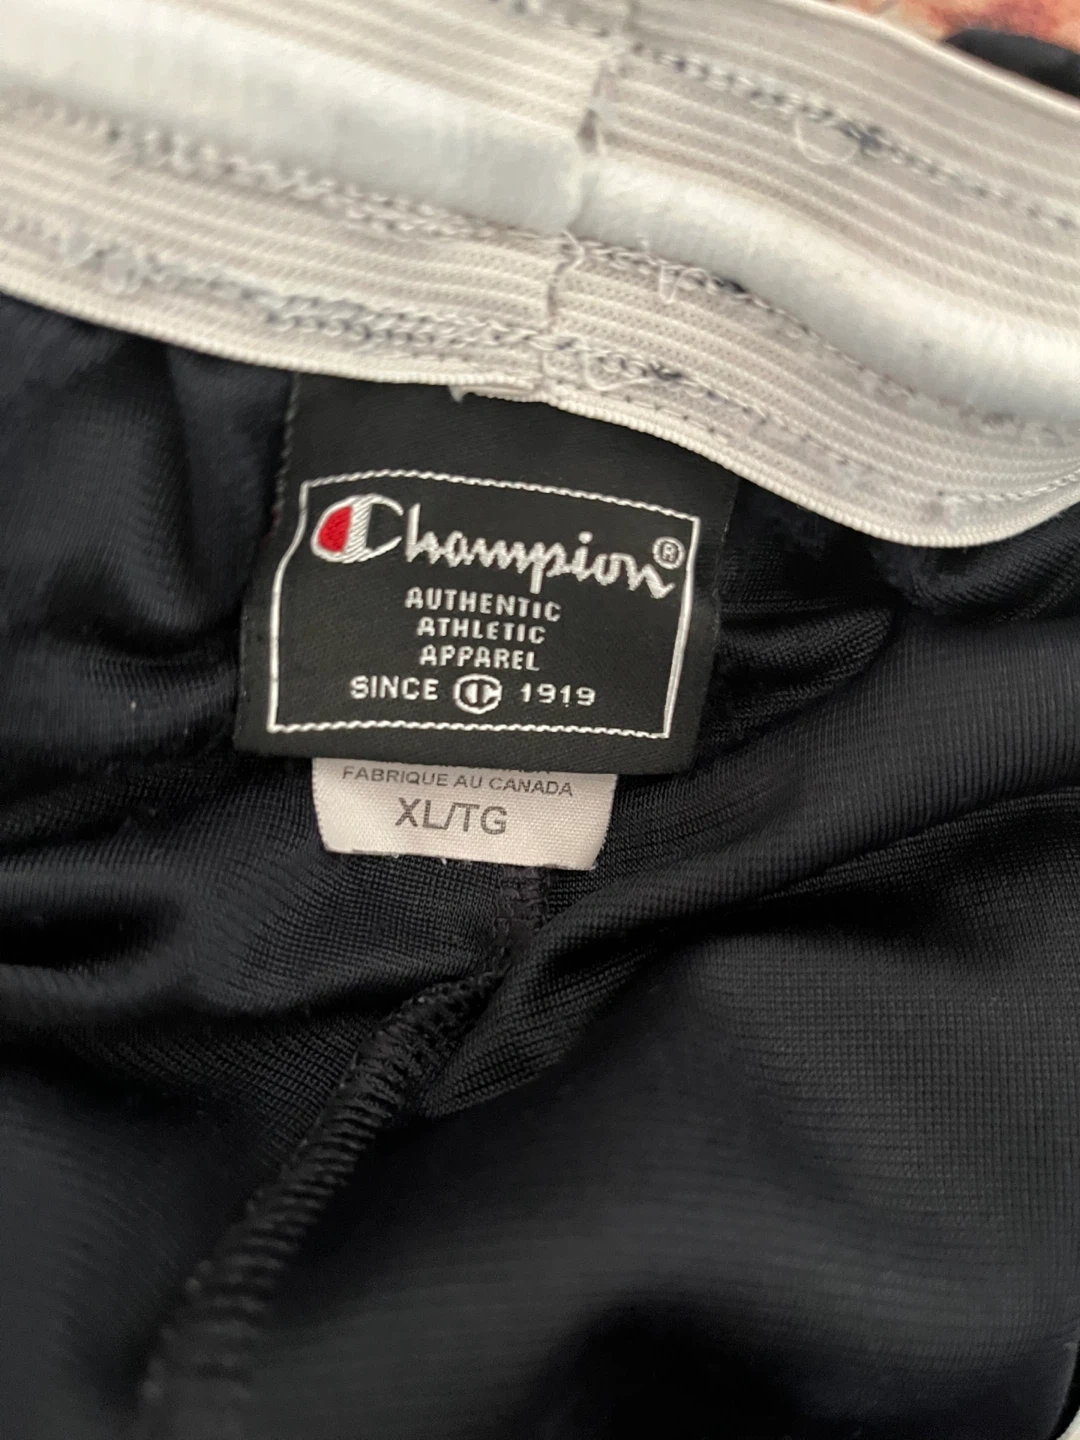 Champion®
AUTHENTIC
ATHLETIC
APPAREL
SINCE C 1919
FABRIQUE AU CANADA
XL/TG